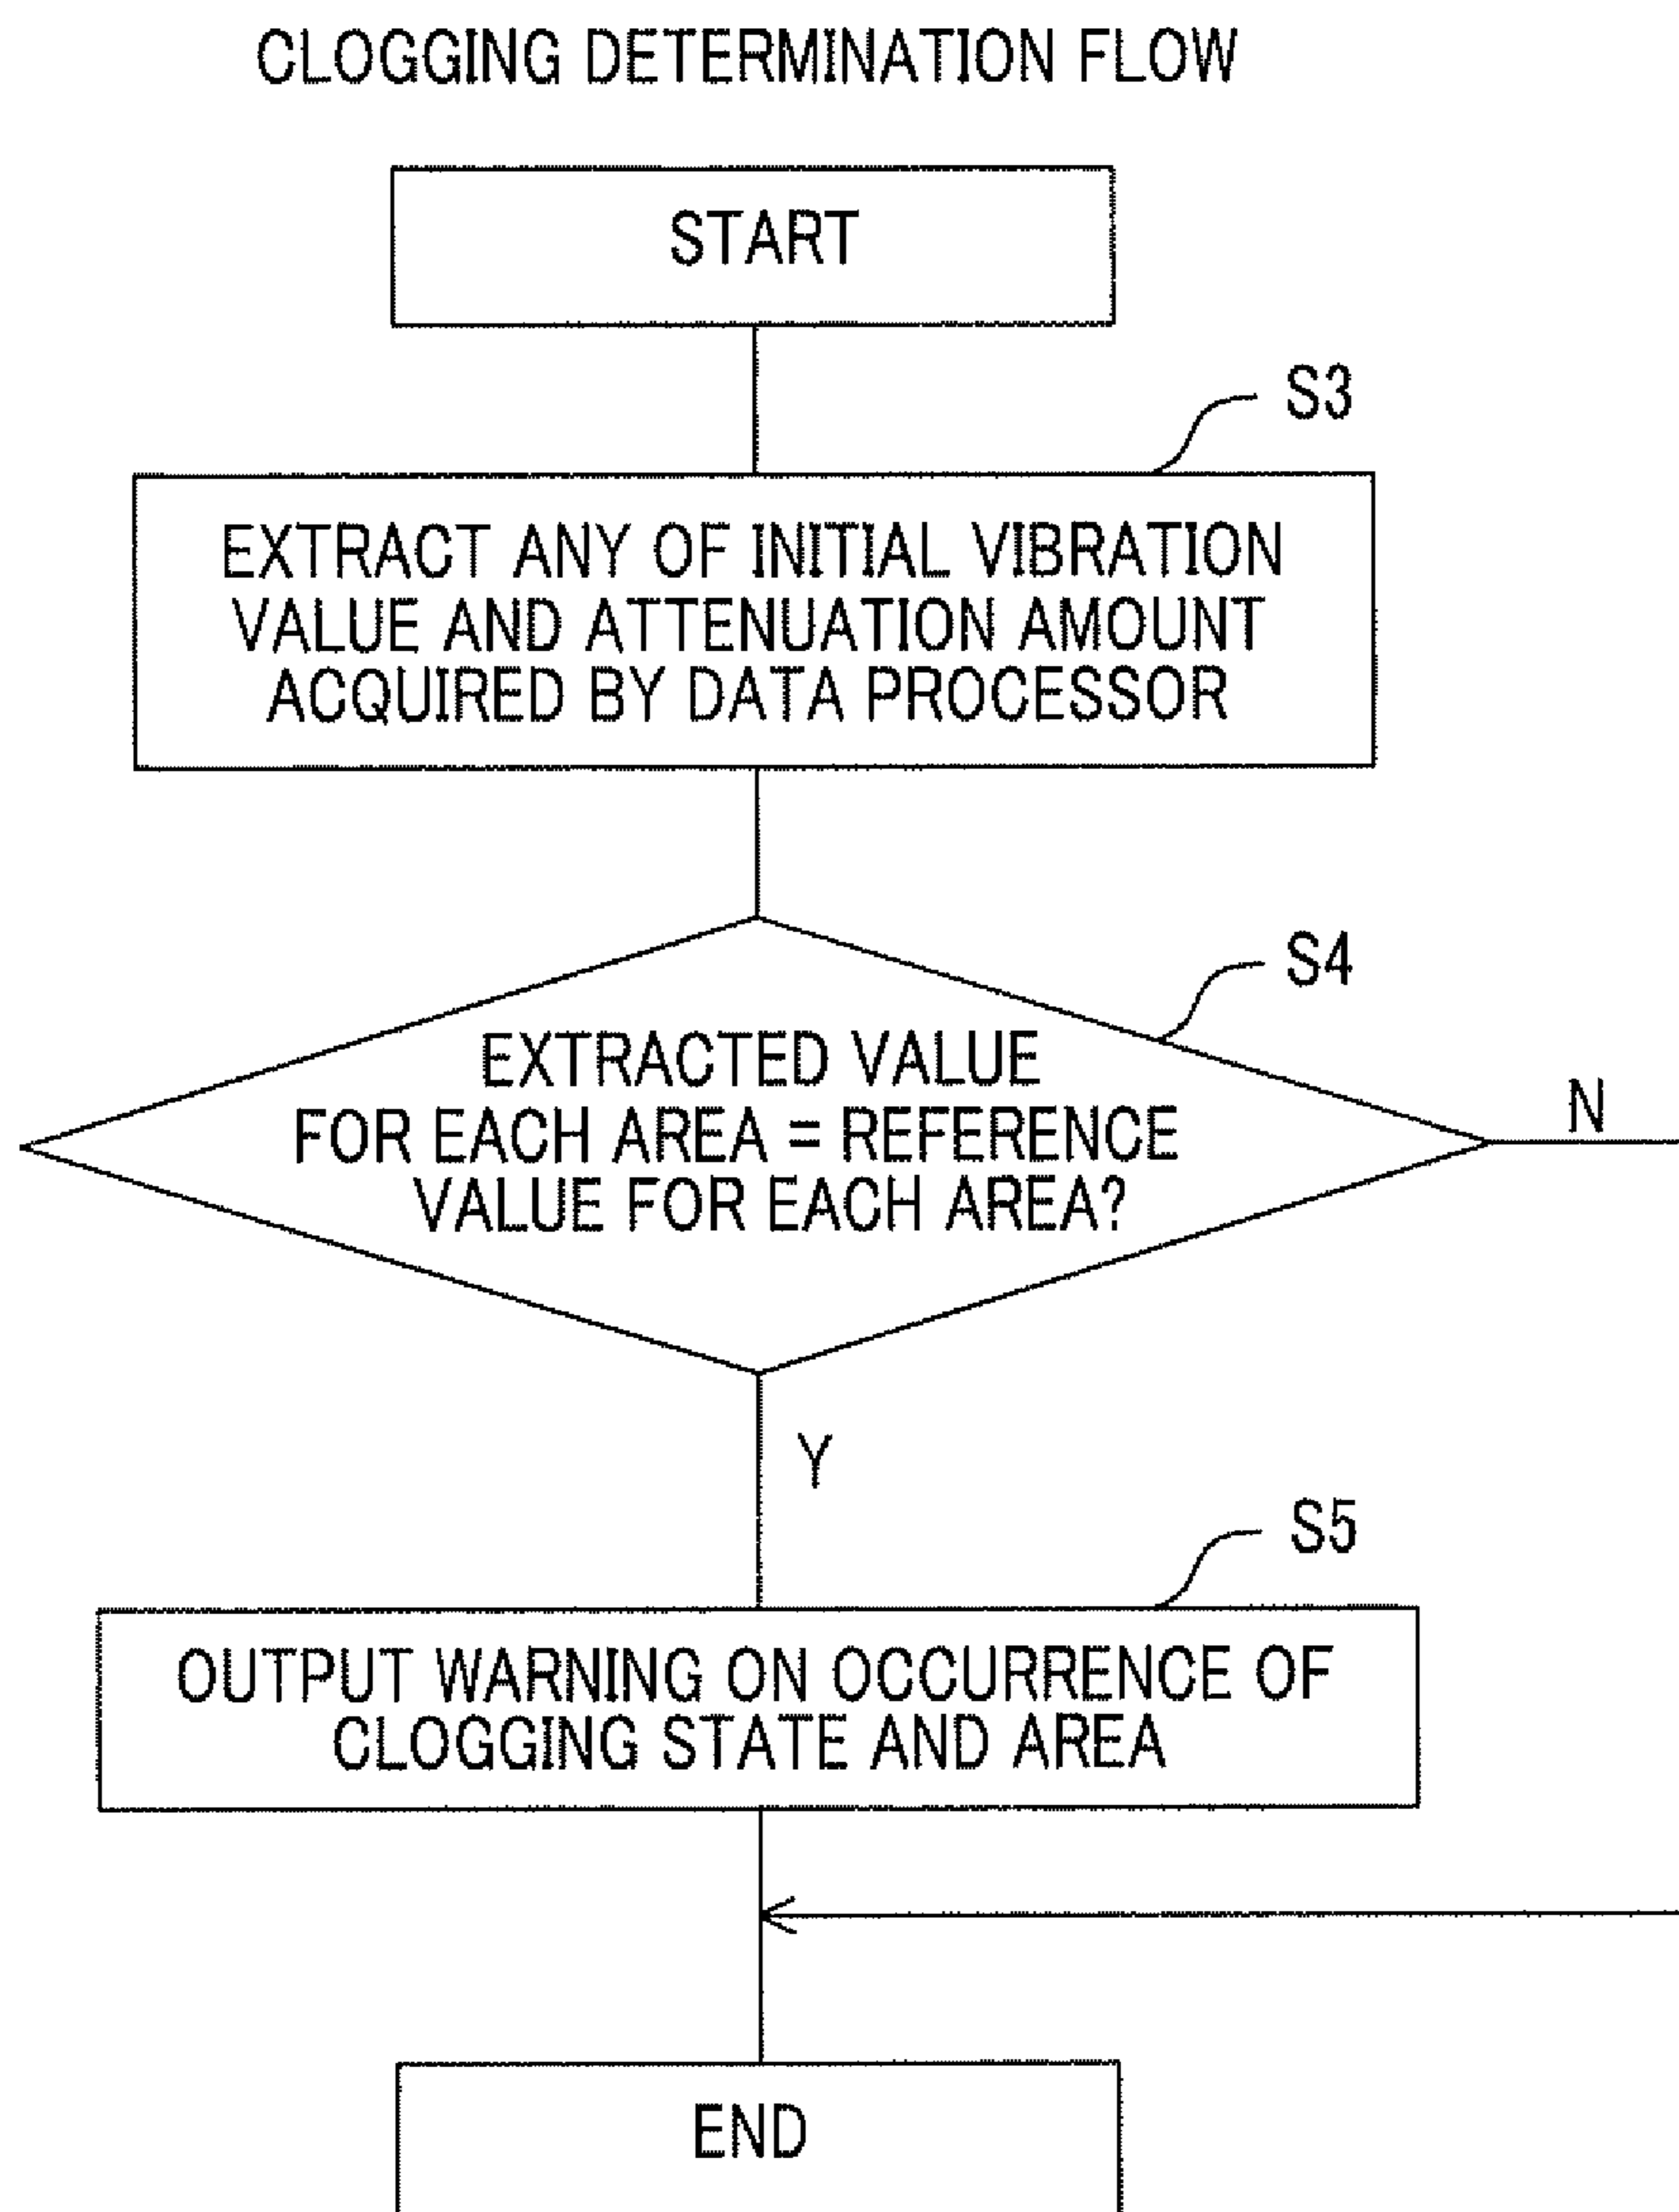 CLOGGING DETERMINATION FLOW
START
S3
EXTRACT ANY OF INITIAL VIBRATION
VALUE AND ATTENUATION AMOUNT
ACQUIRED BY DATA PROCESSOR
S4
EXTRACTED VALUE
FOR EACH AREA = REFERENCE
VALUE FOR EACH AREA?
N
Y
S5
OUTPUT WARNING ON OCCURRENCE OF
CLOGGING STATE AND AREA
END